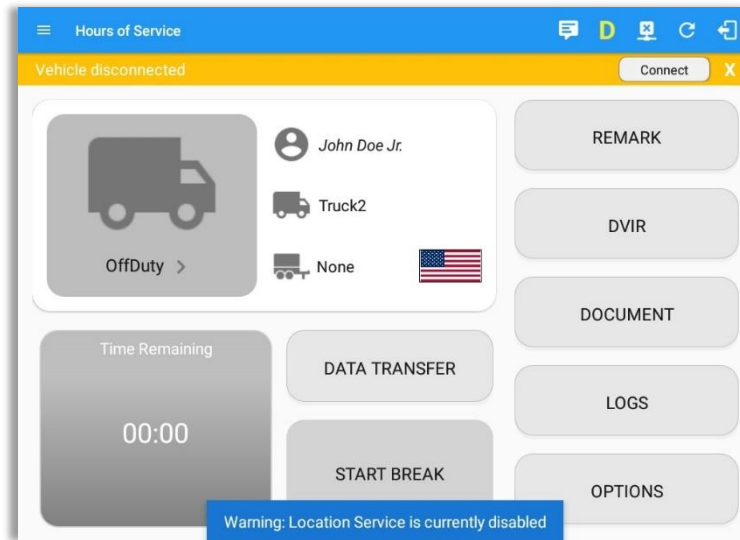 Hours of Service
D
Vehicle disconnected
Connect
X
John Doe Jr.
Truck2
None
OffDuty >
REMARK
DVIR
DOCUMENT
LOGS
OPTIONS
Time Remaining
00:00
DATA TRANSFER
START BREAK
Warning: Location Service is currently disabled